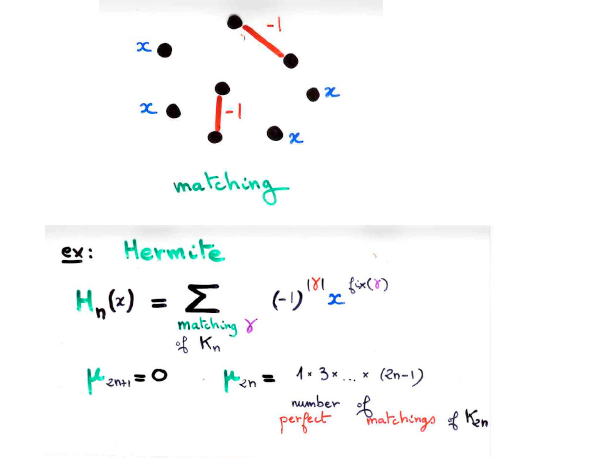 -1
x
x
x
-1
x
matching
ex: Hermite
Hₙ(x) = Σ (-1)^|γ| x^fix(γ)
matching γ
of Kₙ
μ₂ₙ₊₁ = 0 μ₂ₙ = 1 × 3 × ... × (2n-1)
number of
perfect matchings of K₂ₙ